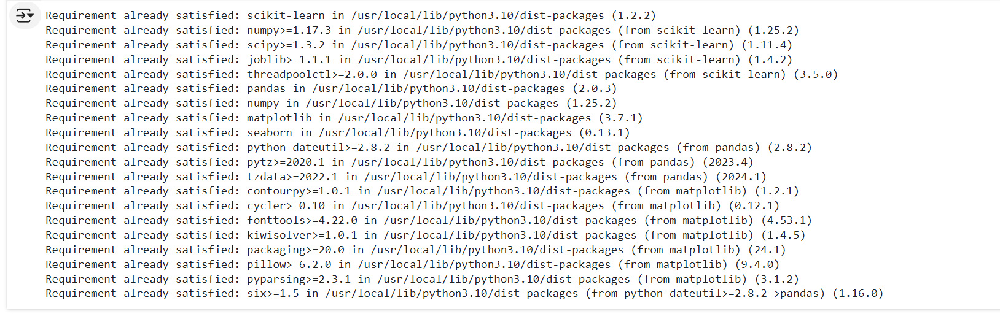 Requirement already satisfied: scikit-learn in /usr/local/lib/python3.10/dist-packages (1.2.2)
Requirement already satisfied: numpy>=1.17.3 in /usr/local/lib/python3.10/dist-packages (from scikit-learn) (1.25.2)
Requirement already satisfied: scipy>=1.3.2 in /usr/local/lib/python3.10/dist-packages (from scikit-learn) (1.11.4)
Requirement already satisfied: joblib>=1.1.1 in /usr/local/lib/python3.10/dist-packages (from scikit-learn) (1.4.2)
Requirement already satisfied: threadpoolctl>=2.0.0 in /usr/local/lib/python3.10/dist-packages (from scikit-learn) (3.5.0)
Requirement already satisfied: pandas in /usr/local/lib/python3.10/dist-packages (2.0.3)
Requirement already satisfied: numpy in /usr/local/lib/python3.10/dist-packages (1.25.2)
Requirement already satisfied: matplotlib in /usr/local/lib/python3.10/dist-packages (3.7.1)
Requirement already satisfied: seaborn in /usr/local/lib/python3.10/dist-packages (0.13.1)
Requirement already satisfied: python-dateutil>=2.8.2 in /usr/local/lib/python3.10/dist-packages (from pandas) (2.8.2)
Requirement already satisfied: pytz>=2020.1 in /usr/local/lib/python3.10/dist-packages (from pandas) (2023.4)
Requirement already satisfied: tzdata>=2022.1 in /usr/local/lib/python3.10/dist-packages (from pandas) (2024.1)
Requirement already satisfied: contourpy>=1.0.1 in /usr/local/lib/python3.10/dist-packages (from matplotlib) (1.2.1)
Requirement already satisfied: cycler>=0.10 in /usr/local/lib/python3.10/dist-packages (from matplotlib) (0.12.1)
Requirement already satisfied: fonttools>=4.22.0 in /usr/local/lib/python3.10/dist-packages (from matplotlib) (4.53.1)
Requirement already satisfied: kiwisolver>=1.0.1 in /usr/local/lib/python3.10/dist-packages (from matplotlib) (1.4.5)
Requirement already satisfied: packaging>=20.0 in /usr/local/lib/python3.10/dist-packages (from matplotlib) (24.1)
Requirement already satisfied: pillow>=6.2.0 in /usr/local/lib/python3.10/dist-packages (from matplotlib) (9.4.0)
Requirement already satisfied: pyparsing>=2.3.1 in /usr/local/lib/python3.10/dist-packages (from matplotlib) (3.1.2)
Requirement already satisfied: six>=1.5 in /usr/local/lib/python3.10/dist-packages (from python-dateutil>=2.8.2->pandas) (1.16.0)